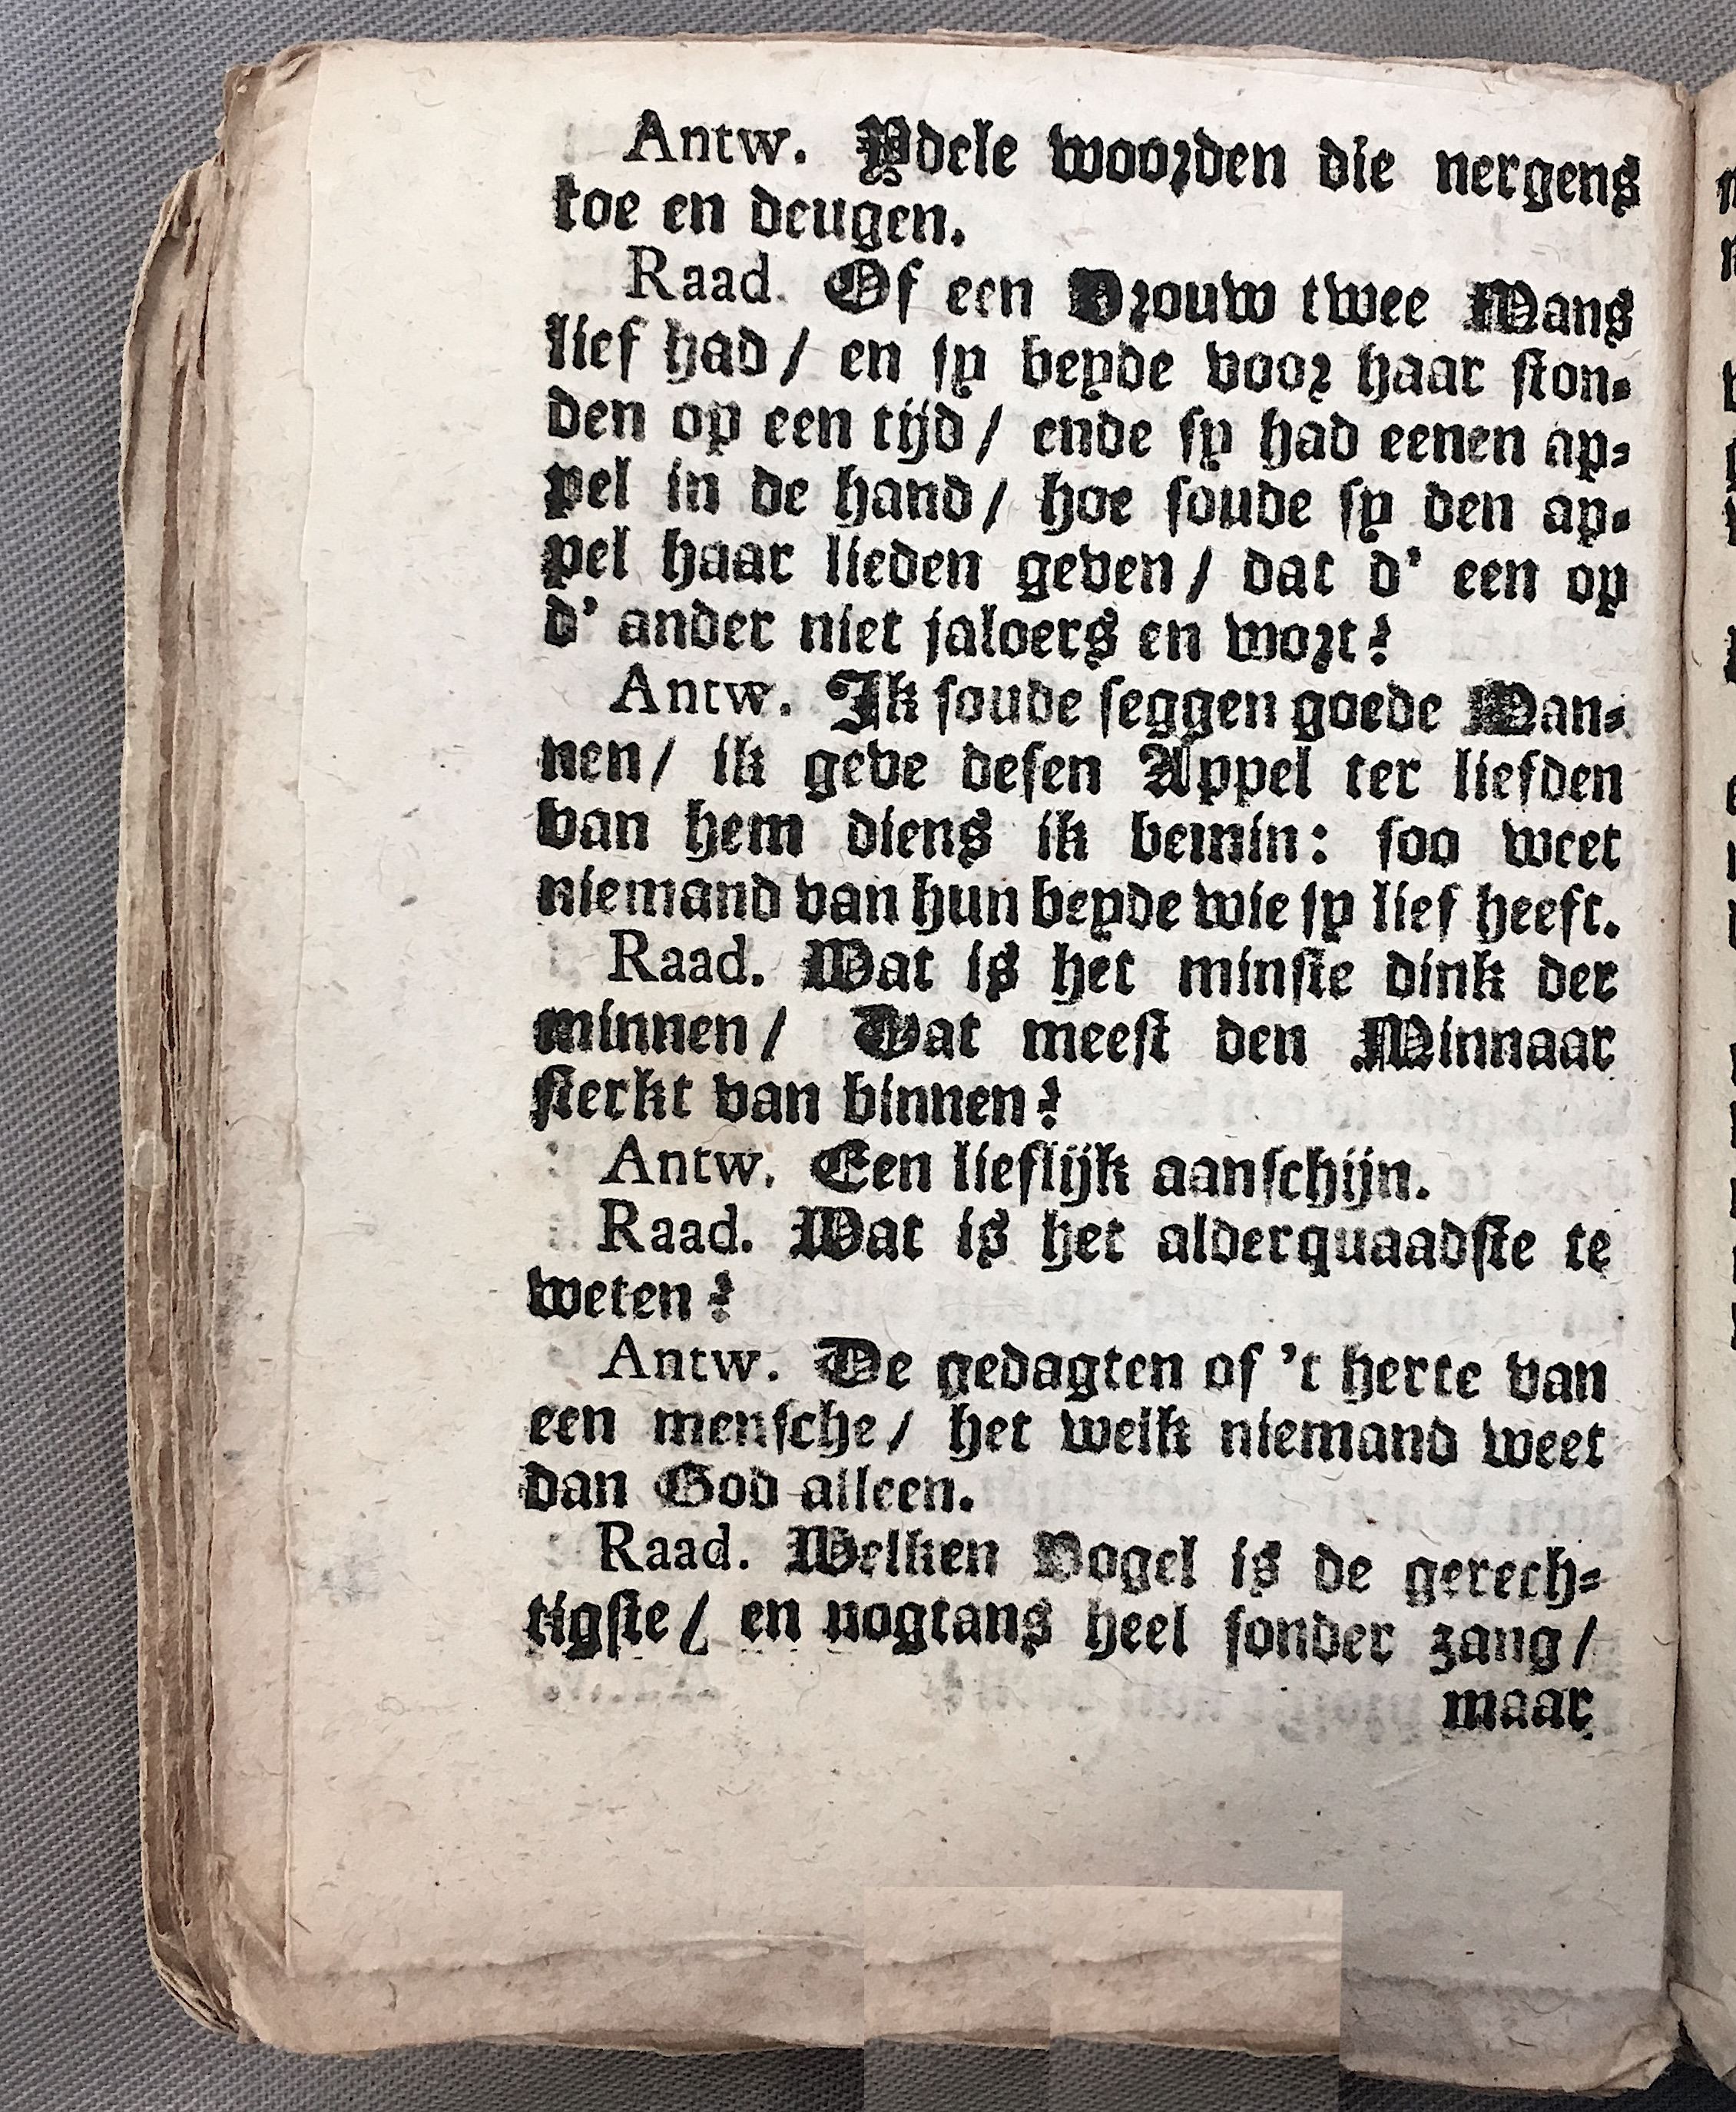 Antw. Ydele woorden die nergens
toe en deugen.
Raad. Of een Vrouw twee Mans
lief had / en sy beyde voor haar ston-
den op een tijd / ende sy had eenen ap-
pel in de hand / hoe soude sy den ap-
pel haar lieden geven / dat d' een op
d' ander niet jaloers en wort?
Antw. Ik soude seggen goede Man-
nen / ik geve desen Appel ter liefden
van hem diens ik bemin: soo weet
niemand van hun beyde wie sy lief heeft.
Raad. Wat is het minste dink der
minnen / Dat meest den Minnaar
sterkt van binnen?
Antw. Een lieflijk aanschijn.
Raad. Wat is het alderquaadste te
weten?
Antw. De gedagten of 't herte van
een mensche / het welk niemand weet
dan God alleen.
Raad. Welken Vogel is de gerech-
tigste / en nogtans heel sonder zang /
maar